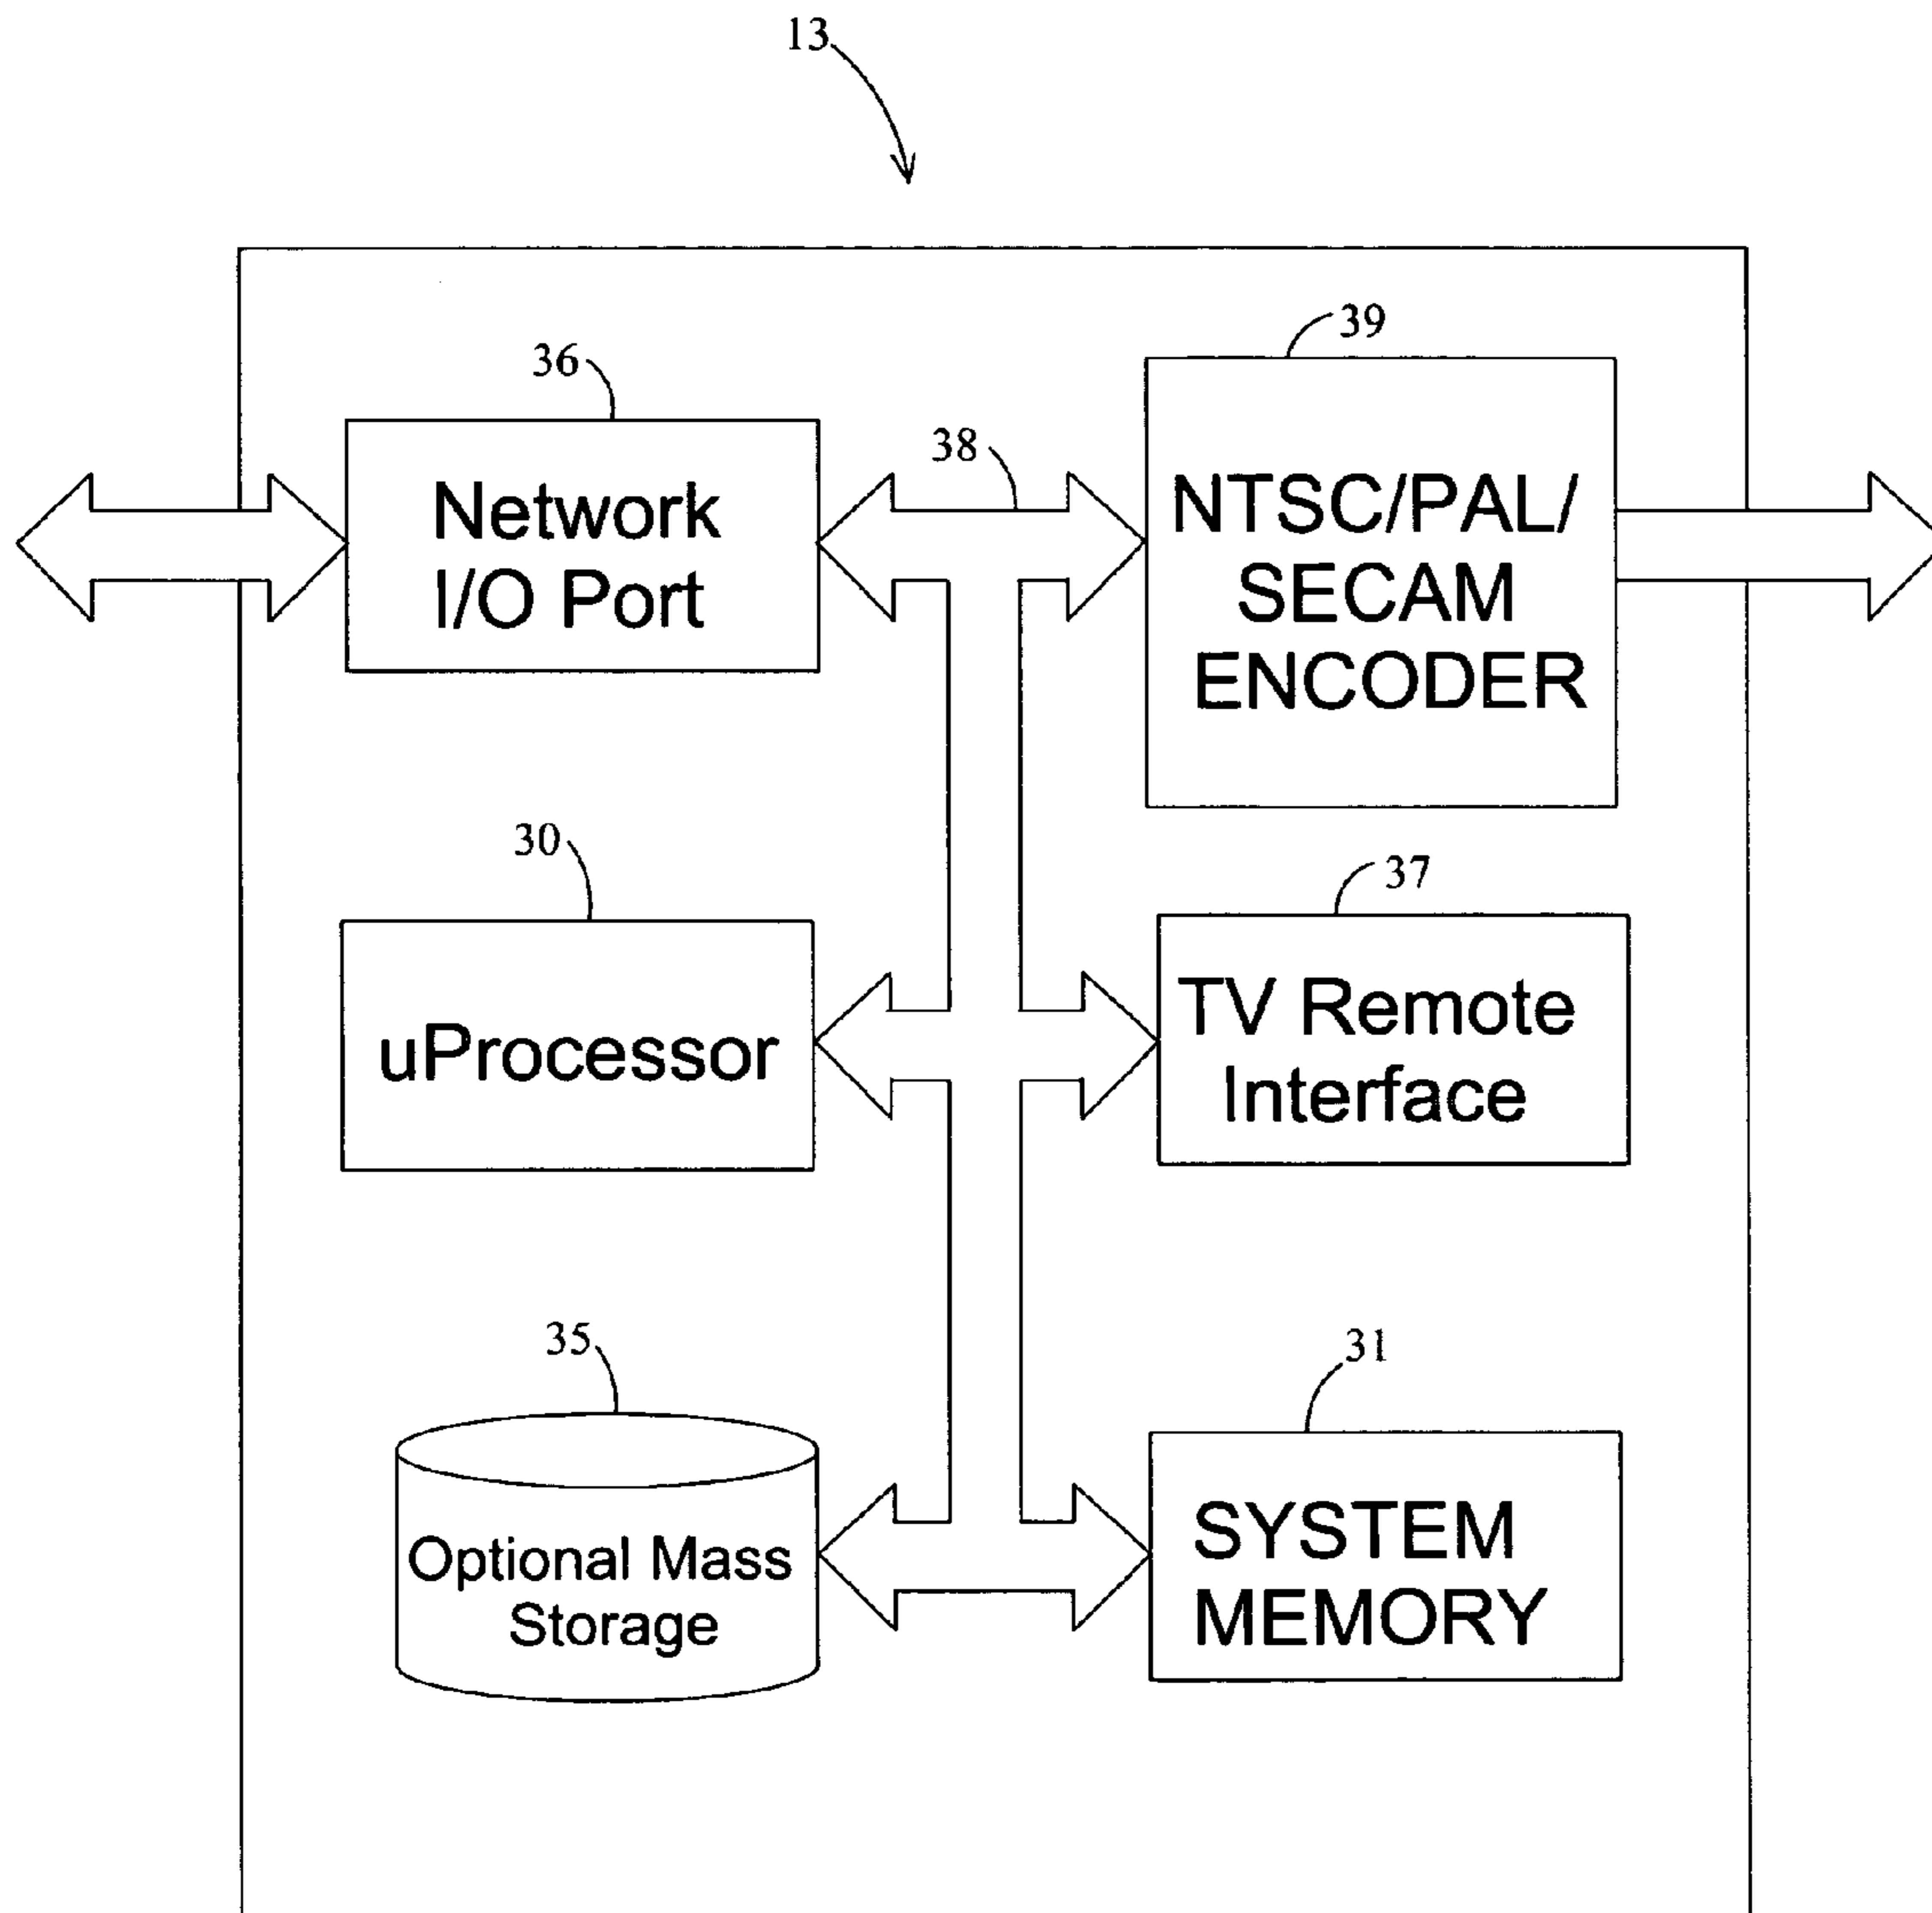 13
39
36
38
Network
I/O Port
NTSC/PAL/
SECAM
ENCODER
30
37
uProcessor
TV Remote
Interface
35
31
Optional Mass
Storage
SYSTEM
MEMORY